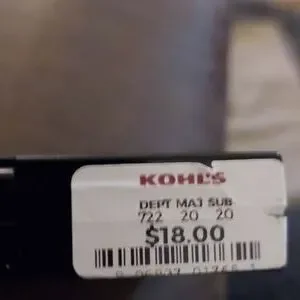 KOHL'S
DEPT MAJ SUB
722 20 20
$18.00